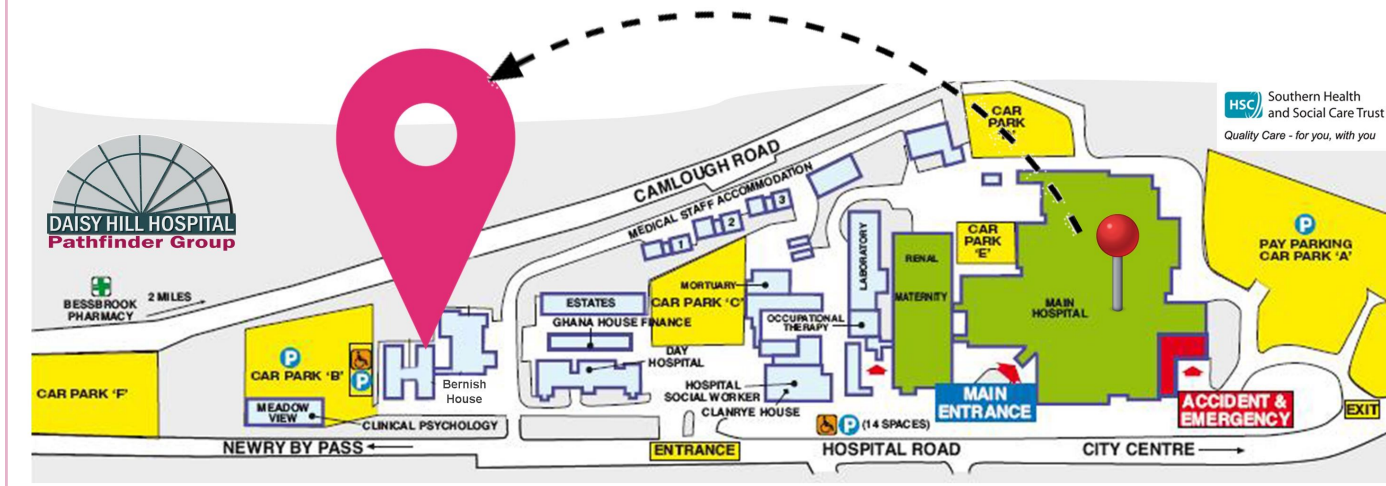 CAR
PARK
HSC
Southern Health
and Social Care Trust
Quality Care - for you, with you
DAISY HILL HOSPITAL
Pathfinder Group
CAMLOUGH ROAD
MEDICAL STAFF ACCOMMODATION
1
2
3
P
PAY PARKING
CAR PARK 'A'
CAR
PARK
'E'
RENAL
MATERNITY
LABORATORY
MAIN
HOSPITAL
BESSBROOK
PHARMACY
2 MILES
MORTUARY
CAR PARK 'C'
ESTATES
GHANA HOUSE FINANCE
OCCUPATIONAL
THERAPY
DAY
HOSPITAL
P
CAR PARK 'B'
P
Bernish
House
CAR PARK 'F'
HOSPITAL
SOCIAL WORKER
CLANRYE HOUSE
MAIN
ENTRANCE
ACCIDENT &
EMERGENCY
EXIT
MEADOW
VIEW
CLINICAL PSYCHOLOGY
P (14 SPACES)
NEWRY BY PASS
ENTRANCE
HOSPITAL ROAD
CITY CENTRE